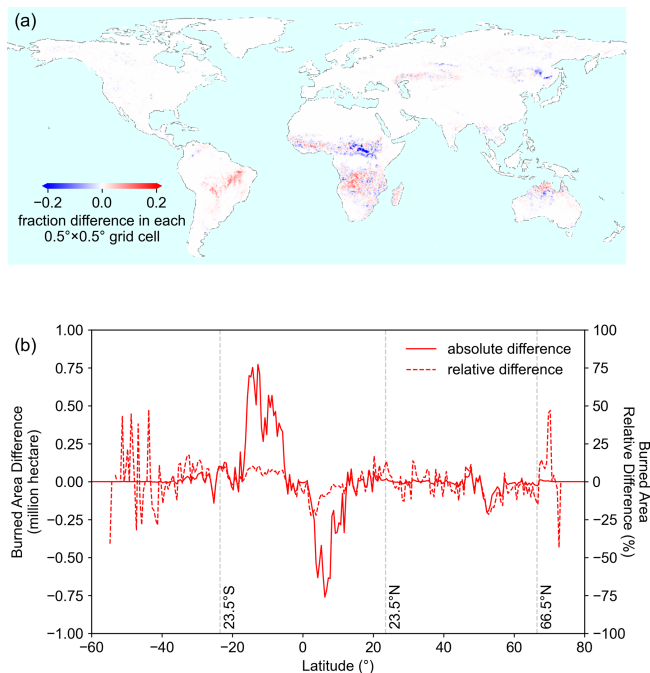 (a)
−0.2 0.0 0.2
fraction difference in each
0.5°×0.5° grid cell
(b)
absolute difference
relative difference
1.00
0.75
0.50
0.25
0.00
−0.25
−0.50
−0.75
−1.00
Burned Area Difference
(million hectare)
100
75
50
25
0
−25
−50
−75
−100
Burned Area
Relative Difference (%)
23.5°S
23.5°N
66.5°N
−60 −40 −20 0 20 40 60 80
Latitude (°)